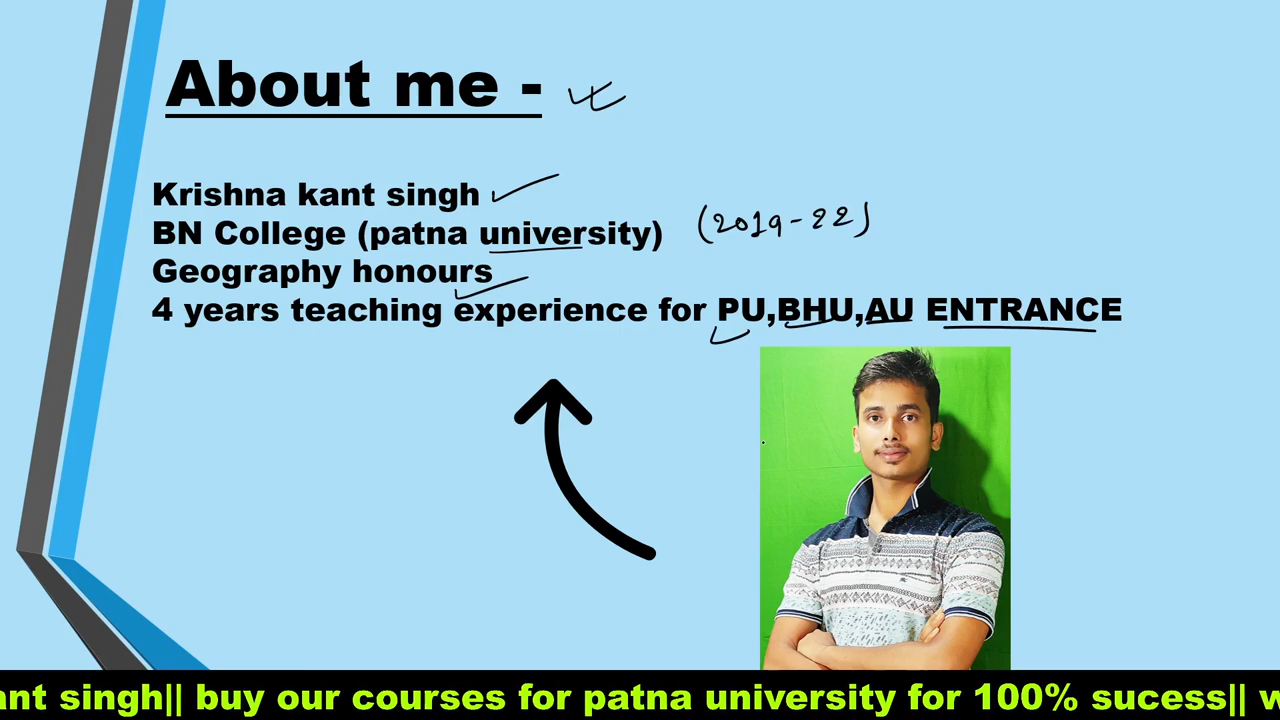 About me -
Krishna kant singh
BN College (patna university) (2019-22)
Geography honours
4 years teaching experience for PU,BHU,AU ENTRANCE
ant singh|| buy our courses for patna university for 100% sucess||